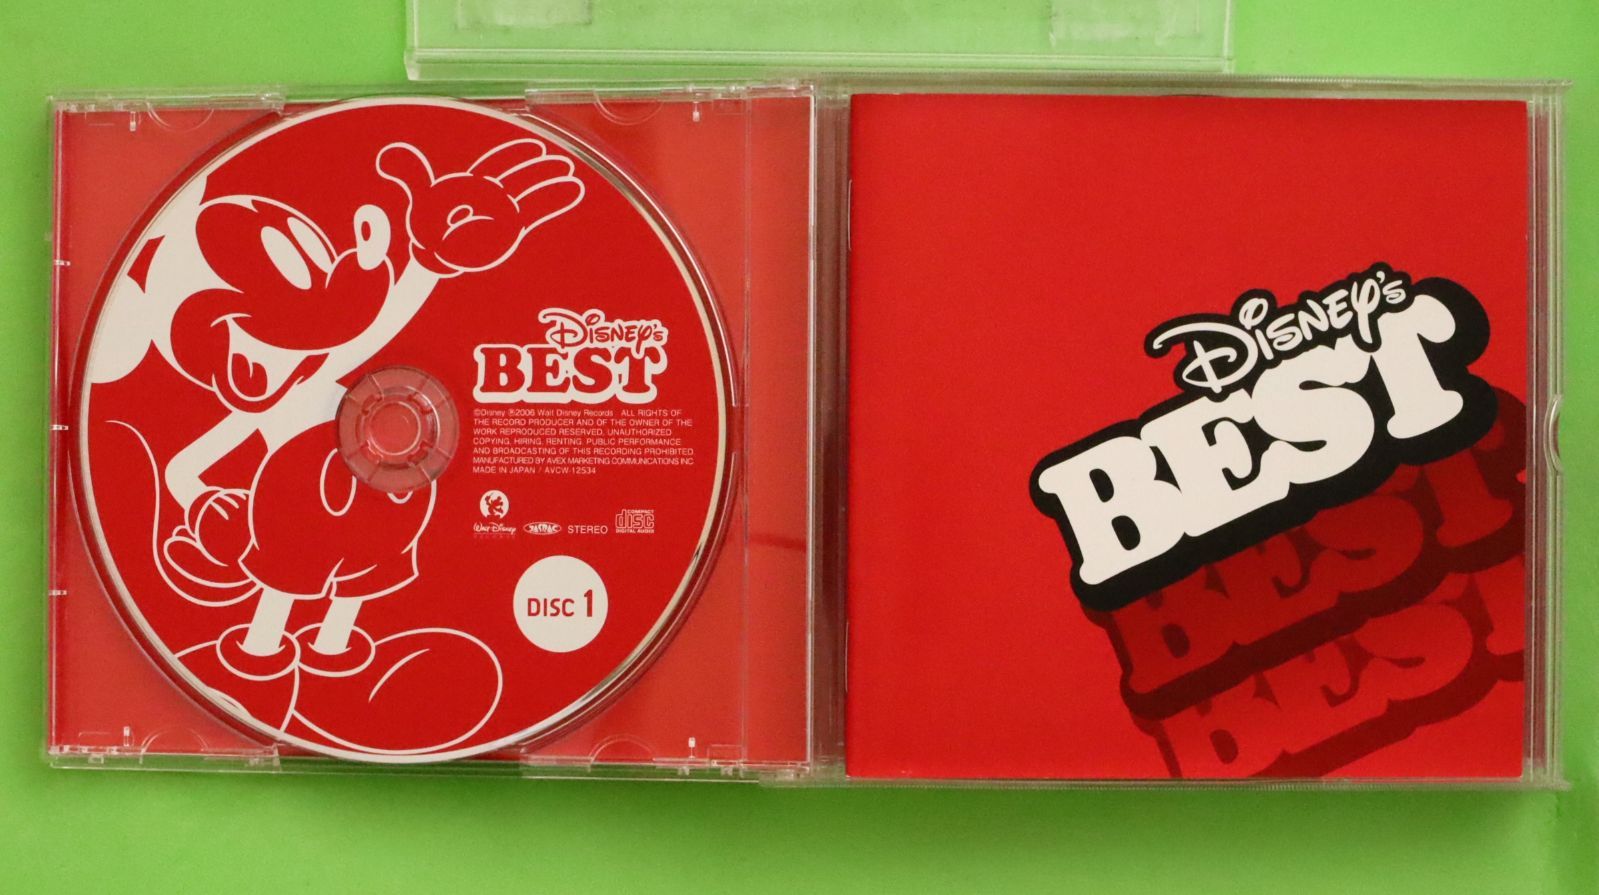 Disney's
BEST
©Disney ℗2006 Walt Disney Records ALL RIGHTS OF
THE RECORD PRODUCER AND OF THE OWNER OF THE
WORK REPRODUCED RESERVED. UNAUTHORIZED
COPYING, HIRING, RENTING, PUBLIC PERFORMANCE
AND BROADCASTING OF THIS RECORDING PROHIBITED.
MANUFACTURED BY AVEX MARKETING COMMUNICATIONS INC.
MADE IN JAPAN / AVCW-12534
Walt Disney
RECORDS
JASRAC
STEREO
COMPACT
disc
DIGITAL AUDIO
DISC 1
Disney's
BEST
BEST
BEST